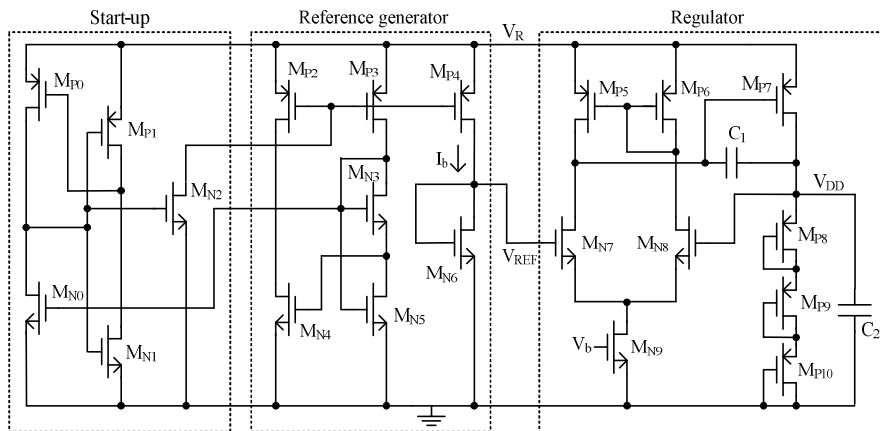 Start-up
Reference generator
Regulator
V_R
M_P0
M_P1
M_P2
M_P3
M_P4
M_P5
M_P6
M_P7
C_1
I_b
M_N2
M_N3
V_DD
M_N0
M_N1
M_N4
M_N5
M_N6
V_REF
M_N7
M_N8
M_P8
M_P9
C_2
V_b
M_N9
M_P10